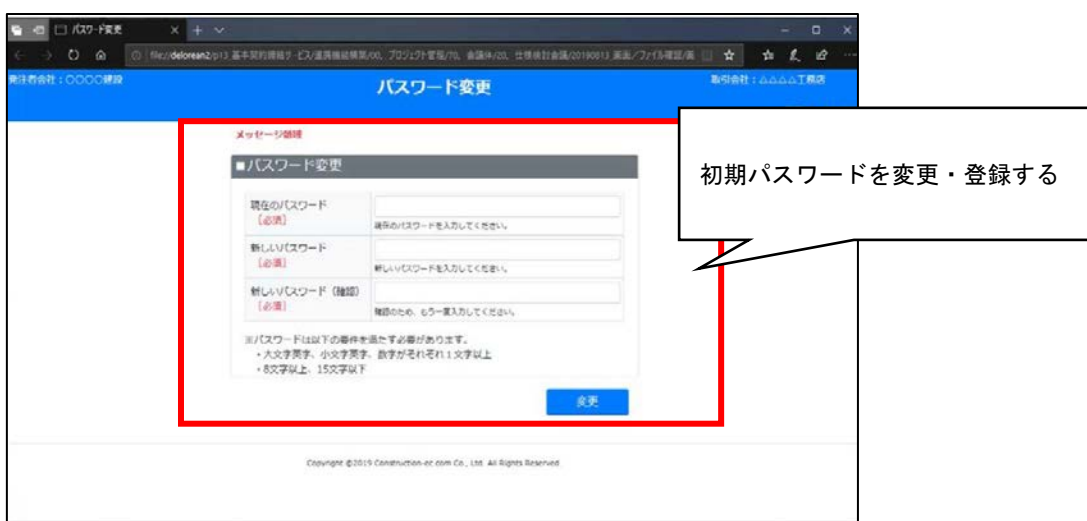 パスワード変更
発注者会社：〇〇〇〇建設
パスワード変更
取引会社：△△△△工務店
メッセージ領域
■パスワード変更
現在のパスワード
［必須］
現在のパスワードを入力してください。
新しいパスワード
［必須］
新しいパスワードを入力してください。
新しいパスワード（確認）
［必須］
確認のため、もう一度入力してください。
※パスワードは以下の要件を満たす必要があります。
・大文字英字、小文字英字、数字がそれぞれ１文字以上
・8文字以上、15文字以下
変更
初期パスワードを変更・登録する
Copyright ©2019 Construction-ec.com Co., Ltd. All Rights Reserved